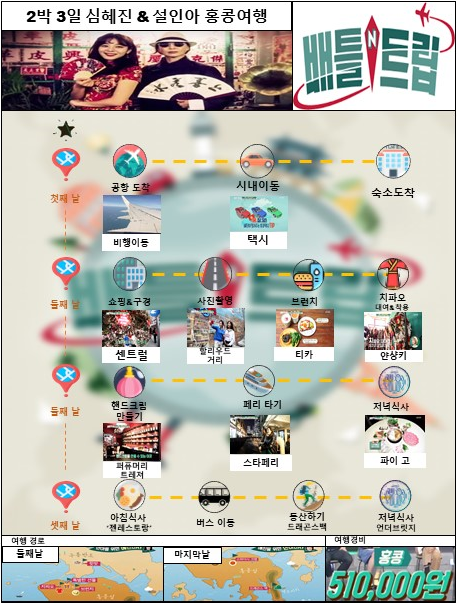 2박 3일 심혜진 & 설인아 홍콩여행
배틀트립
첫째 날
공항 도착
시내이동
숙소도착
비행이동
택시
둘째 날
쇼핑&구경
사진촬영
브런치
치파오
대여&착용
센트럴
할리우드
거리
티카
얀샹키
둘째 날
핸드크림
만들기
페리 타기
저녁식사
퍼퓨머리
트레져
스타페리
파이 고
셋째 날
아침식사
'젠레스토랑'
버스 이동
등산하기
드래곤스백
저녁식사
언더브릿지
여행 경로
둘째날
마지막날
여행경비
홍콩
510,000원